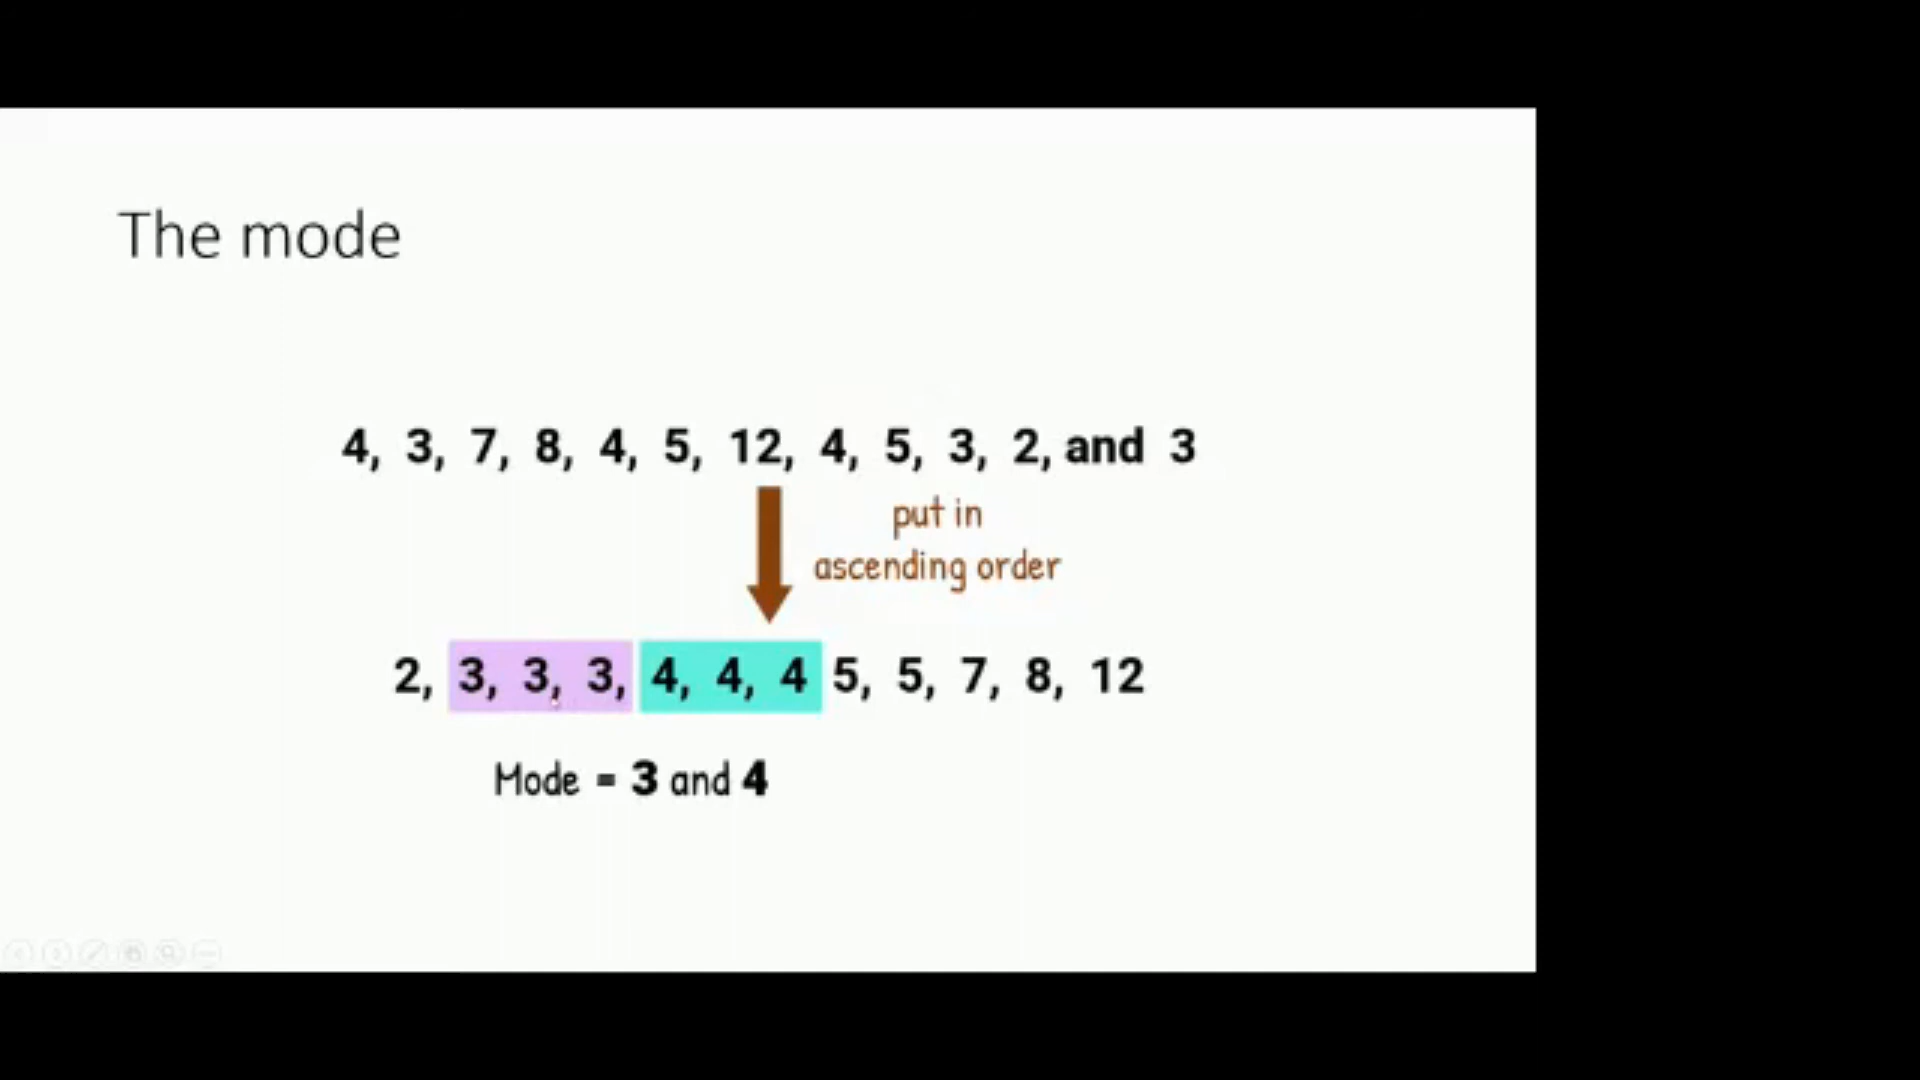 The mode
4, 3, 7, 8, 4, 5, 12, 4, 5, 3, 2, and 3
put in
ascending order
2, 3, 3, 3, 4, 4, 4 5, 5, 7, 8, 12
Mode = 3 and 4